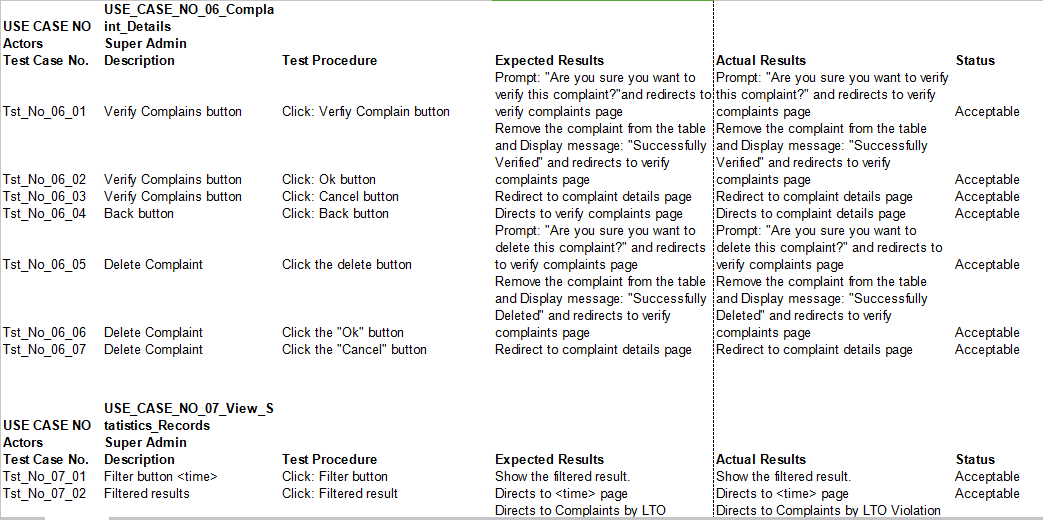 USE_CASE_NO_06_Compla
USE CASE NO int_Details
Actors Super Admin
Test Case No. Description Test Procedure Expected Results Actual Results Status
Prompt: "Are you sure you want to Prompt: "Are you sure you want to verify
verify this complaint?"and redirects to this complaint?" and redirects to verify
Tst_No_06_01 Verify Complains button Click: Verfiy Complain button verify complaints page complaints page Acceptable
Remove the complaint from the table Remove the complaint from the table
and Display message: "Successfully and Display message: "Successfully
Verified" and redirects to verify Verified" and redirects to verify
Tst_No_06_02 Verify Complains button Click: Ok button complaints page complaints page Acceptable
Tst_No_06_03 Verify Complains button Click: Cancel button Redirect to complaint details page Redirect to complaint details page Acceptable
Tst_No_06_04 Back button Click: Back button Directs to verify complaints page Directs to complaint details page Acceptable
Prompt: "Are you sure you want to Prompt: "Are you sure you want to
delete this complaint?" and redirects delete this complaint?" and redirects to
Tst_No_06_05 Delete Complaint Click the delete button to verify complaints page verify complaints page Acceptable
Remove the complaint from the table Remove the complaint from the table
and Display message: "Successfully and Display message: "Successfully
Deleted" and redirects to verify Deleted" and redirects to verify
Tst_No_06_06 Delete Complaint Click the "Ok" button complaints page complaints page Acceptable
Tst_No_06_07 Delete Complaint Click the "Cancel" button Redirect to complaint details page Redirect to complaint details page Acceptable
USE_CASE_NO_07_View_S
USE CASE NO tatistics_Records
Actors Super Admin
Test Case No. Description Test Procedure Expected Results Actual Results Status
Tst_No_07_01 Filter button <time> Click: Filter button Show the filtered result. Show the filtered result. Acceptable
Tst_No_07_02 Filtered results Click: Filtered result Directs to <time> page Directs to <time> page Acceptable
Directs to Complaints by LTO Directs to Complaints by LTO Violation